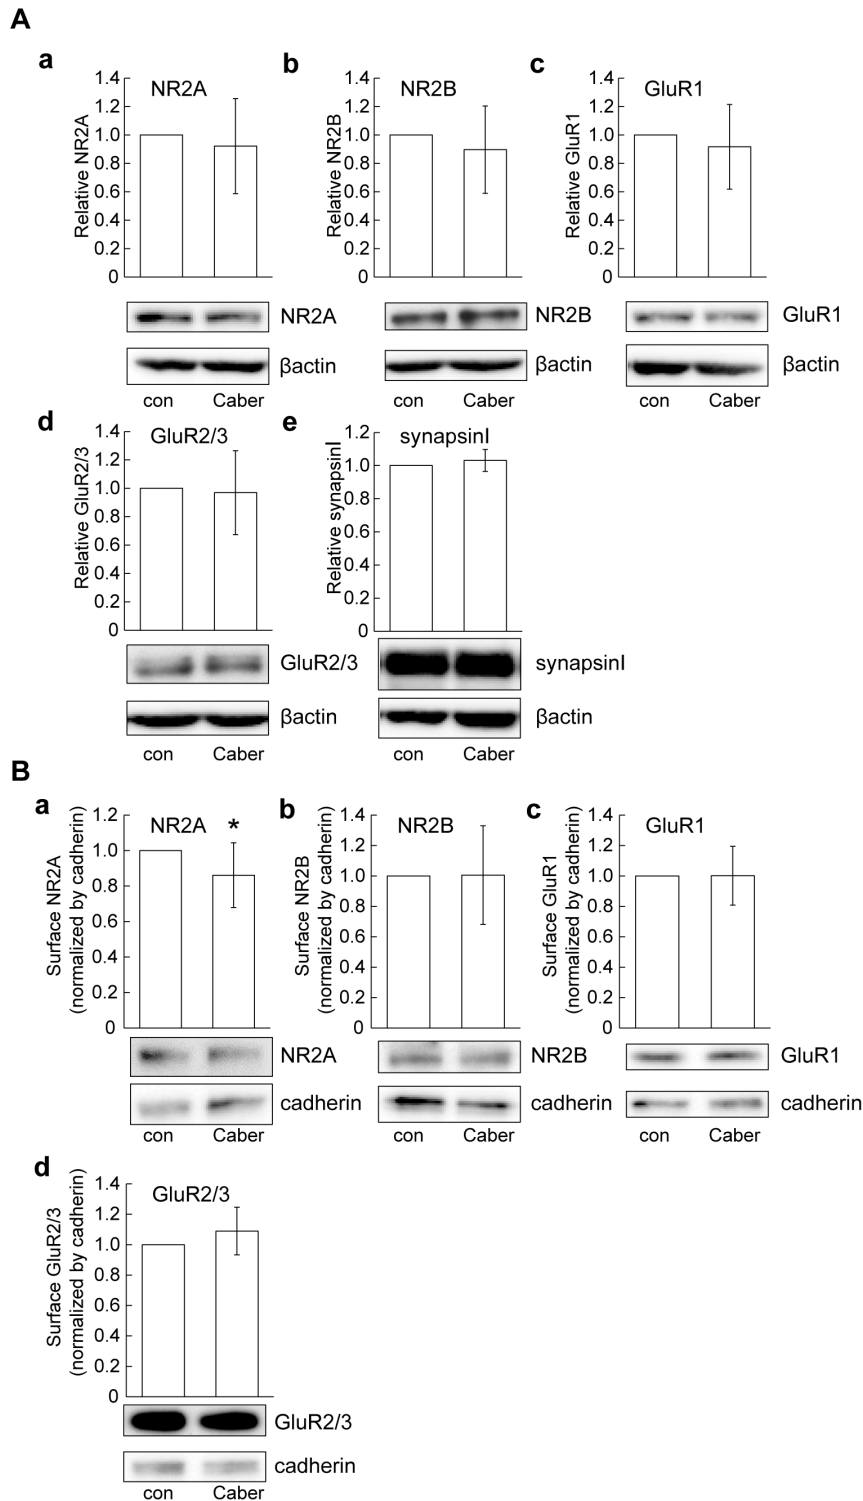 A
a
NR2A
Relative NR2A
1.4
1.2
1.0
0.8
0.6
0.4
0.2
0
NR2A
βactin
con Caber
b
NR2B
Relative NR2B
1.4
1.2
1.0
0.8
0.6
0.4
0.2
0
NR2B
βactin
con Caber
c
GluR1
Relative GluR1
1.4
1.2
1.0
0.8
0.6
0.4
0.2
0
GluR1
βactin
con Caber
d
GluR2/3
Relative GluR2/3
1.4
1.2
1.0
0.8
0.6
0.4
0.2
0
GluR2/3
βactin
con Caber
e
synapsinI
Relative synapsinI
1.2
1.0
0.8
0.6
0.4
0.2
0
synapsinI
βactin
con Caber
B
a
NR2A *
Surface NR2A
(normalized by cadherin)
1.2
1.0
0.8
0.6
0.4
0.2
0
NR2A
cadherin
con Caber
b
NR2B
Surface NR2B
(normalized by cadherin)
1.4
1.2
1.0
0.8
0.6
0.4
0.2
0
NR2B
cadherin
con Caber
c
GluR1
Surface GluR1
(normalized by cadherin)
1.4
1.2
1.0
0.8
0.6
0.4
0.2
0
GluR1
cadherin
con Caber
d
GluR2/3
Surface GluR2/3
(normalized by cadherin)
1.4
1.2
1.0
0.8
0.6
0.4
0.2
0
GluR2/3
cadherin
con Caber